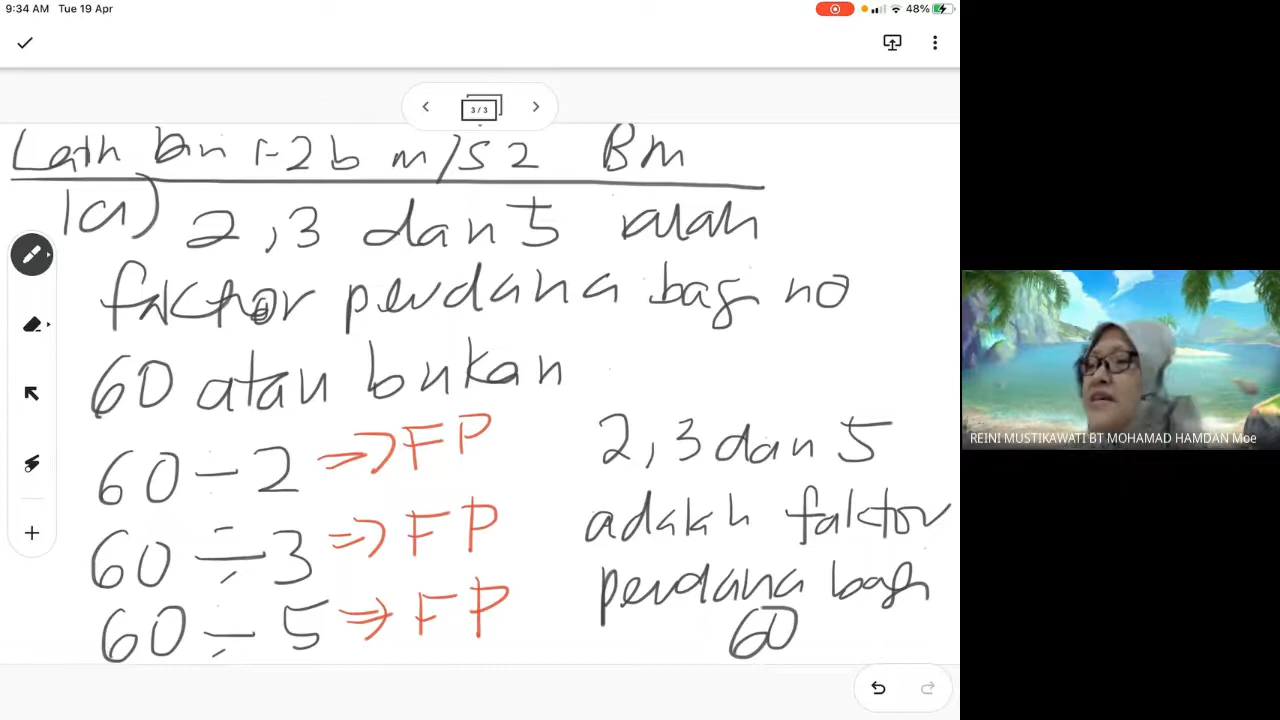 9:34 AM Tue 19 Apr
48%
3 / 3
Lath bin 1-2b m/s 2 BM
1a) 2, 3 dan 5 ialah
faktor perdana bagi no
60 atau bukan
60 ÷ 2 => FP
60 ÷ 3 => FP
60 ÷ 5 => FP
2, 3 dan 5
adalah faktor
perdana bagi
60
REINI MUSTIKAWATI BT MOHAMAD HAMDAN Moe